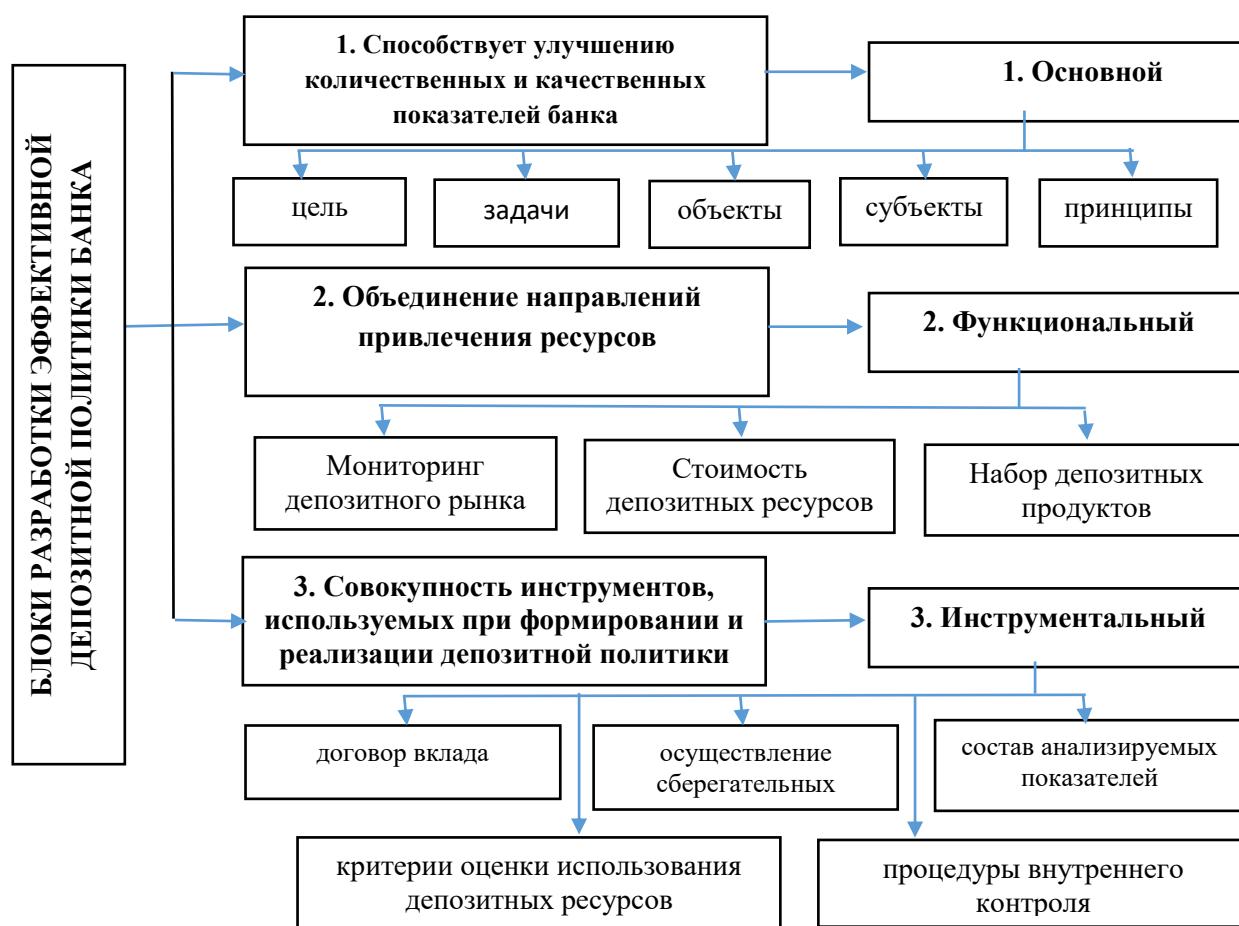 БЛОКИ РАЗРАБОТКИ ЭФФЕКТИВНОЙ
ДЕПОЗИТНОЙ ПОЛИТИКИ БАНКА
1. Способствует улучшению
количественных и качественных
показателей банка
1. Основной
цель
задачи
объекты
субъекты
принципы
2. Объединение направлений
привлечения ресурсов
2. Функциональный
Мониторинг
депозитного рынка
Стоимость
депозитных ресурсов
Набор депозитных
продуктов
3. Совокупность инструментов,
используемых при формировании и
реализации депозитной политики
3. Инструментальный
договор вклада
осуществление
сберегательных
состав анализируемых
показателей
критерии оценки использования
депозитных ресурсов
процедуры внутреннего
контроля